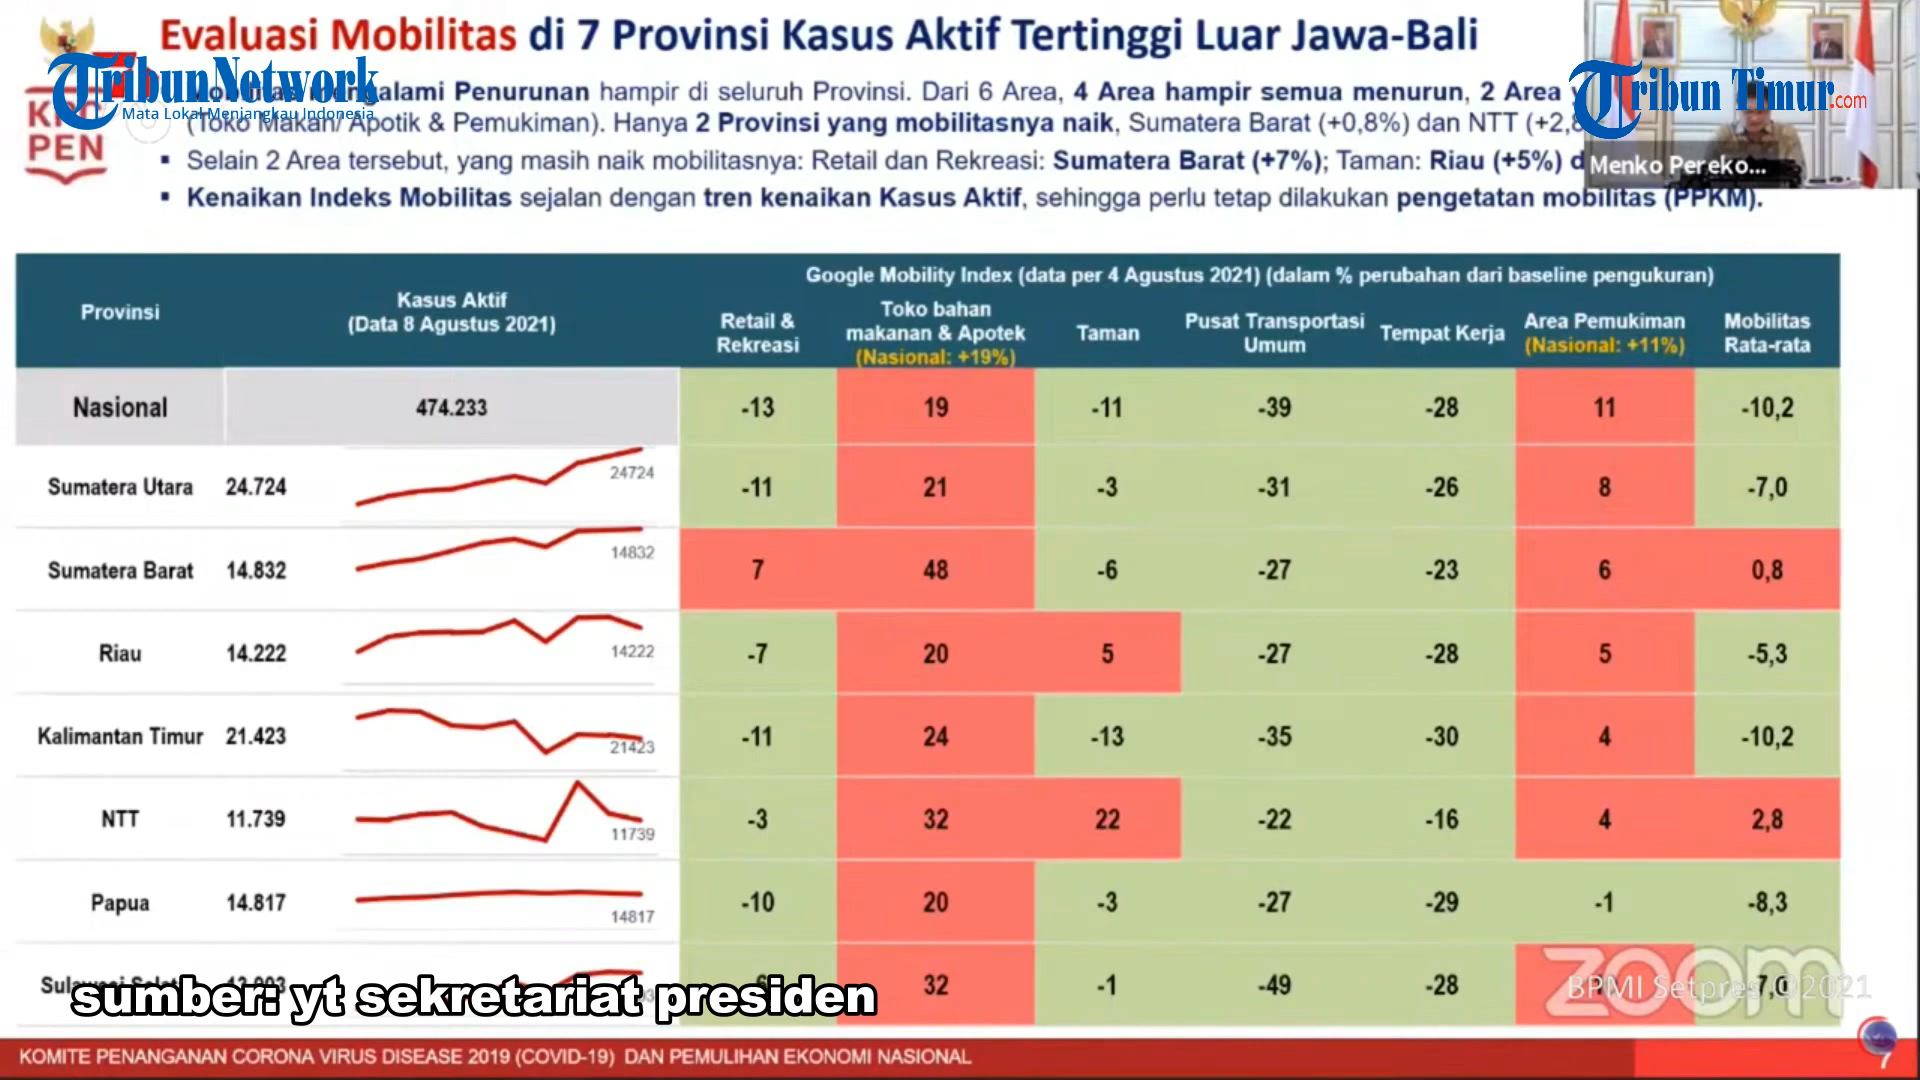 Evaluasi Mobilitas di 7 Provinsi Kasus Aktif Tertinggi Luar Jawa-Bali
TribunNetwork
Mata Lokal Menjangkau Indonesia
KPC
PEN
Tribun Timur.com
Menko Pereko...
Mobilitas mengalami Penurunan hampir di seluruh Provinsi. Dari 6 Area, 4 Area hampir semua menurun, 2 Area
(Toko Makan/ Apotik & Pemukiman). Hanya 2 Provinsi yang mobilitasnya naik, Sumatera Barat (+0,8%) dan NTT (+2,8
▪ Selain 2 Area tersebut, yang masih naik mobilitasnya: Retail dan Rekreasi: Sumatera Barat (+7%); Taman: Riau (+5%) d
▪ Kenaikan Indeks Mobilitas sejalan dengan tren kenaikan Kasus Aktif, sehingga perlu tetap dilakukan pengetatan mobilitas (PPKM).
Provinsi
Kasus Aktif
(Data 8 Agustus 2021)
Google Mobility Index (data per 4 Agustus 2021) (dalam % perubahan dari baseline pengukuran)
Retail &
Rekreasi
Toko bahan
makanan & Apotek
(Nasional: +19%)
Taman
Pusat Transportasi
Umum
Tempat Kerja
Area Pemukiman
(Nasional: +11%)
Mobilitas
Rata-rata
Nasional 474.233 -13 19 -11 -39 -28 11 -10,2
Sumatera Utara 24.724 24724 -11 21 -3 -31 -26 8 -7,0
Sumatera Barat 14.832 14832 7 48 -6 -27 -23 6 0,8
Riau 14.222 14222 -7 20 5 -27 -28 5 -5,3
Kalimantan Timur 21.423 21423 -11 24 -13 -35 -30 4 -10,2
NTT 11.739 11739 -3 32 22 -22 -16 4 2,8
Papua 14.817 14817 -10 20 -3 -27 -29 -1 -8,3
32 -1 -49 -28
sumber: yt sekretariat presiden
zoom
BPMI Setpres ©2021
KOMITE PENANGANAN CORONA VIRUS DISEASE 2019 (COVID-19) DAN PEMULIHAN EKONOMI NASIONAL
7